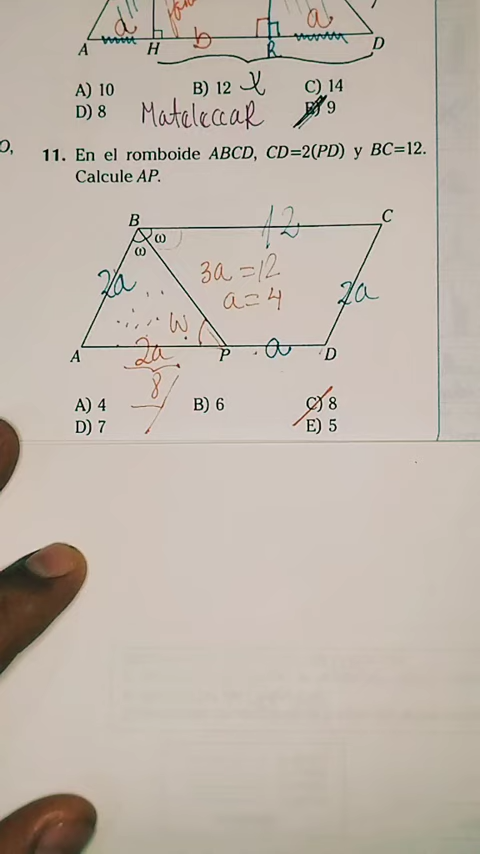 d
b
a
A H R D
A) 10 B) 12 X C) 14
D) 8 Mateleccar E) 9
O,
11. En el romboide ABCD, CD=2(PD) y BC=12.
Calcule AP.
B 12 C
ω ω
2a 3a = 12
a = 4 2a
ω
A 2a P a D
8
A) 4 B) 6 C) 8
D) 7 E) 5